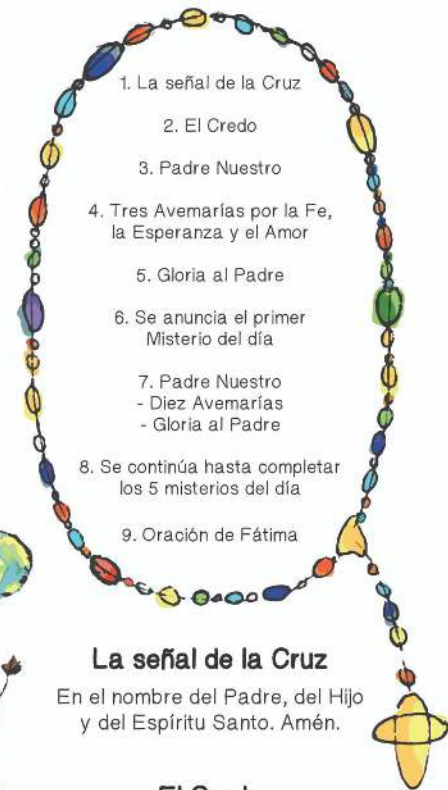 1. La señal de la Cruz
2. El Credo
3. Padre Nuestro
4. Tres Avemarías por la Fe,
la Esperanza y el Amor
5. Gloria al Padre
6. Se anuncia el primer
Misterio del día
7. Padre Nuestro
- Diez Avemarías
- Gloria al Padre
8. Se continúa hasta completar
los 5 misterios del día
9. Oración de Fátima
La señal de la Cruz
En el nombre del Padre, del Hijo
y del Espíritu Santo. Amén.